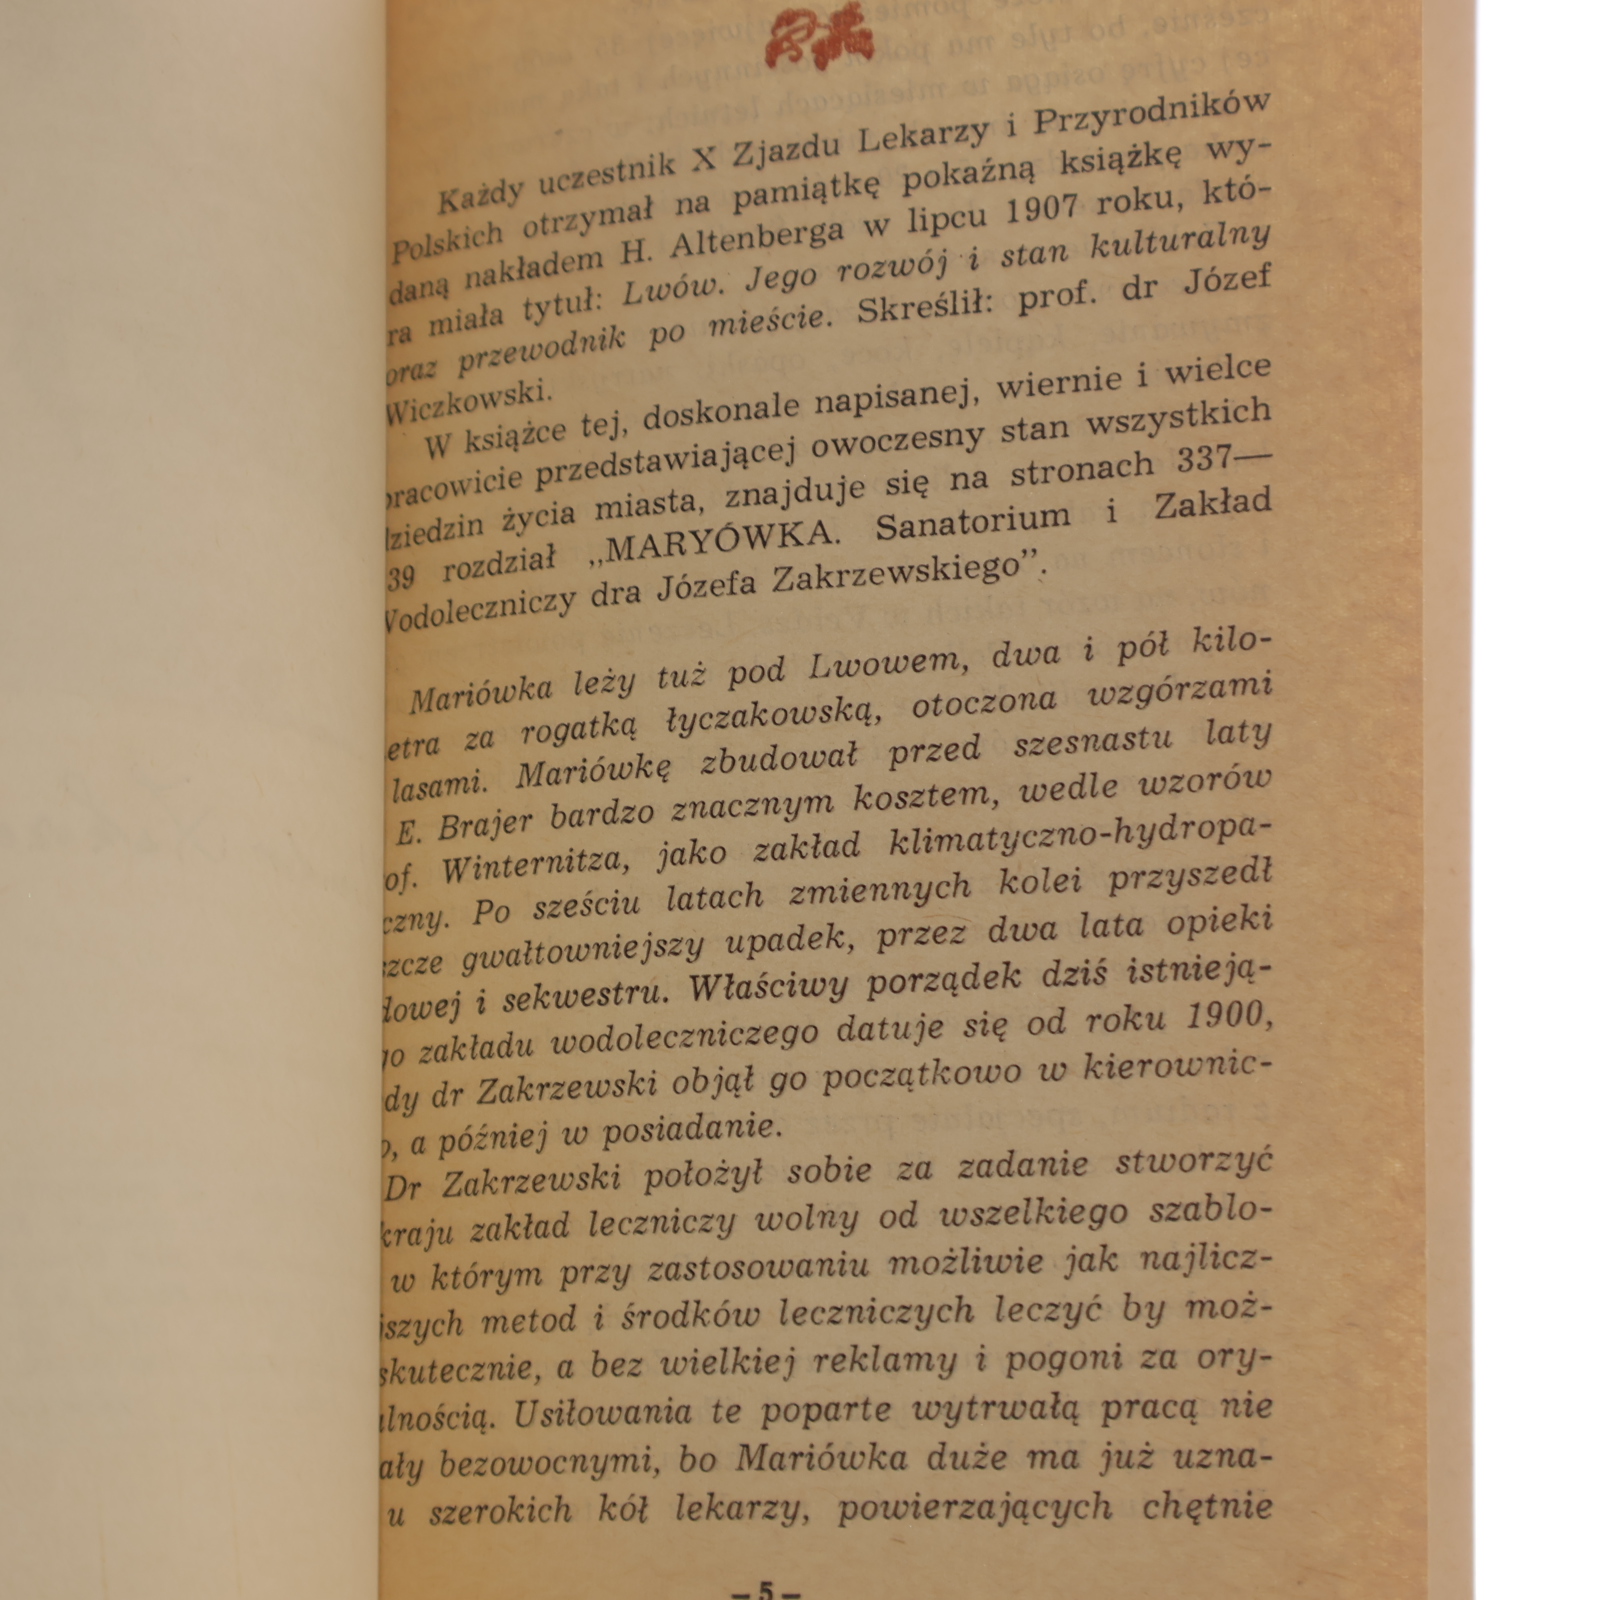 Każdy uczestnik X Zjazdu Lekarzy i Przyrodników
Polskich otrzymał na pamiątkę pokaźną książkę wy-
daną nakładem H. Altenberga w lipcu 1907 roku, któ-
ra miała tytuł: Lwów. Jego rozwój i stan kulturalny
oraz przewodnik po mieście. Skreślił: prof. dr Józef
Wiczkowski.
W książce tej, doskonale napisanej, wiernie i wielce
pracowicie przedstawiającej owoczesny stan wszystkich
dziedzin życia miasta, znajduje się na stronach 337—
39 rozdział „MARYÓWKA. Sanatorium i Zakład
Wodoleczniczy dra Józefa Zakrzewskiego”.
Mariówka leży tuż pod Lwowem, dwa i pół kilo-
etra za rogatką łyczakowską, otoczona wzgórzami
lasami. Mariówkę zbudował przed szesnastu laty
E. Brajer bardzo znacznym kosztem, wedle wzorów
of. Winternitza, jako zakład klimatyczno-hydropa-
czny. Po sześciu latach zmiennych kolei przyszedł
szcze gwałtowniejszy upadek, przez dwa lata opieki
dowej i sekwestru. Właściwy porządek dziś istnieją-
go zakładu wodoleczniczego datuje się od roku 1900,
dy dr Zakrzewski objął go początkowo w kierownic-
o, a później w posiadanie.
Dr Zakrzewski położył sobie za zadanie stworzyć
kraju zakład leczniczy wolny od wszelkiego szablo-
w którym przy zastosowaniu możliwie jak najlicz-
jszych metod i środków leczniczych leczyć by moż-
skutecznie, a bez wielkiej reklamy i pogoni za ory-
lnością. Usiłowania te poparte wytrwałą pracą nie
ały bezowocnymi, bo Mariówka duże ma już uzna-
u szerokich kół lekarzy, powierzających chętnie
– 5 –